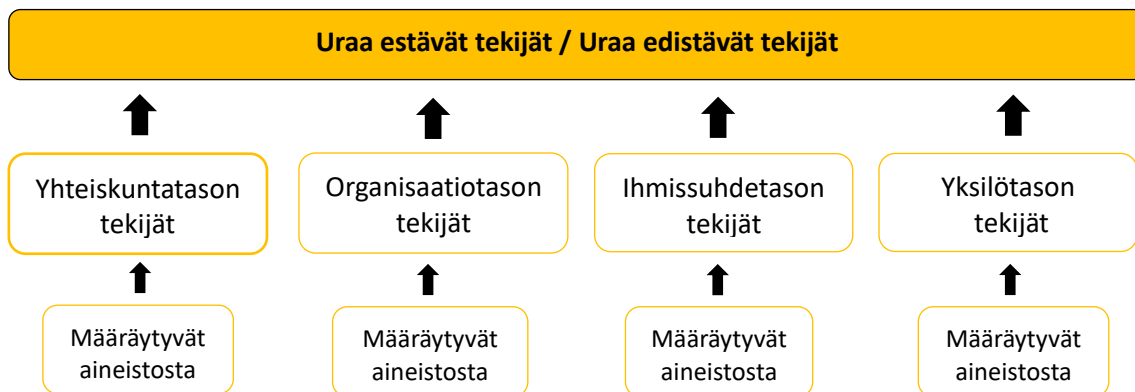 Uraa estävät tekijät / Uraa edistävät tekijät
Yhteiskuntatason
tekijät
Organisaatiotason
tekijät
Ihmissuhdetason
tekijät
Yksilötason
tekijät
Määräytyvät
aineistosta
Määräytyvät
aineistosta
Määräytyvät
aineistosta
Määräytyvät
aineistosta